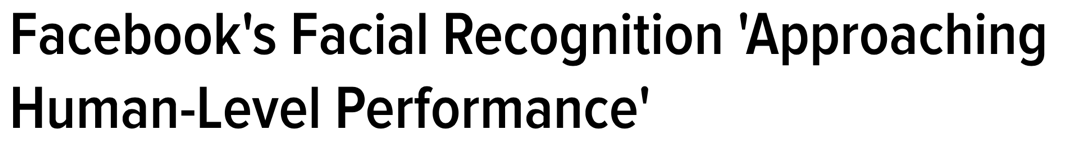 Facebook's Facial Recognition 'Approaching
Human-Level Performance'